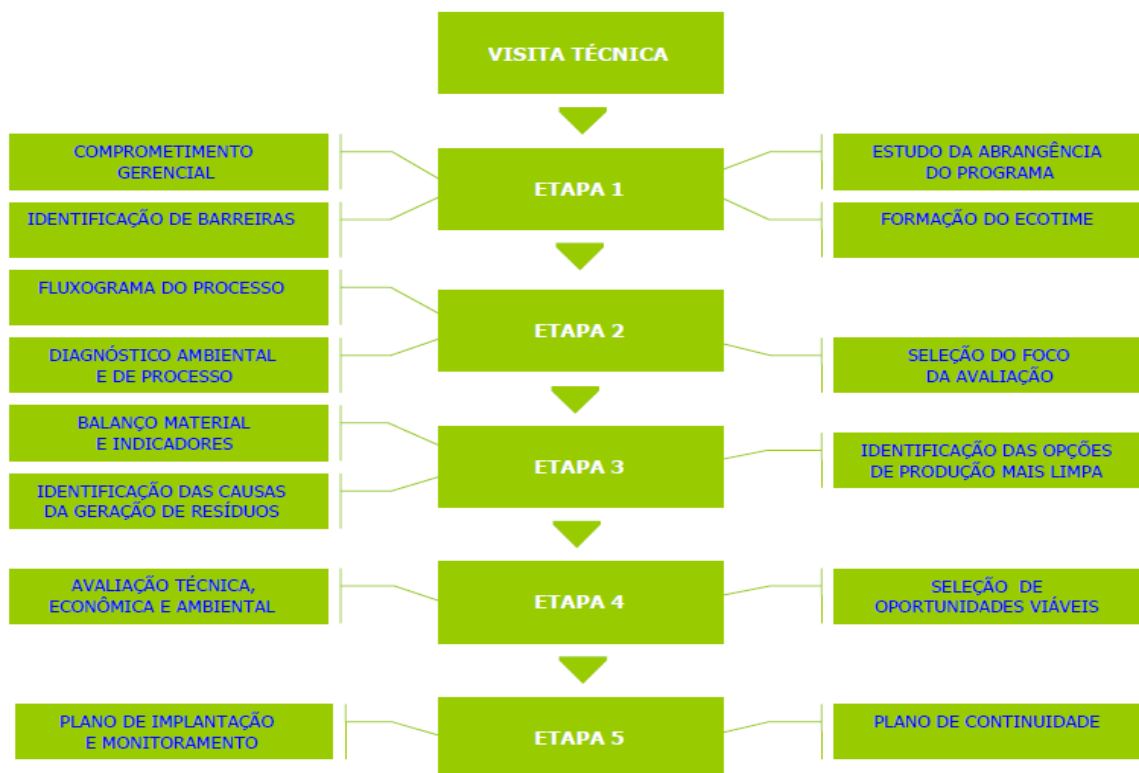 VISITA TÉCNICA
COMPROMETIMENTO
GERENCIAL
IDENTIFICAÇÃO DE BARREIRAS
ETAPA 1
ESTUDO DA ABRANGÊNCIA
DO PROGRAMA
FORMAÇÃO DO ECOTIME
FLUXOGRAMA DO PROCESSO
DIAGNÓSTICO AMBIENTAL
E DE PROCESSO
ETAPA 2
SELEÇÃO DO FOCO
DA AVALIAÇÃO
BALANÇO MATERIAL
E INDICADORES
IDENTIFICAÇÃO DAS CAUSAS
DA GERAÇÃO DE RESÍDUOS
ETAPA 3
IDENTIFICAÇÃO DAS OPÇÕES
DE PRODUÇÃO MAIS LIMPA
AVALIAÇÃO TÉCNICA,
ECONÔMICA E AMBIENTAL
ETAPA 4
SELEÇÃO DE
OPORTUNIDADES VIÁVEIS
PLANO DE IMPLANTAÇÃO
E MONITORAMENTO
ETAPA 5
PLANO DE CONTINUIDADE